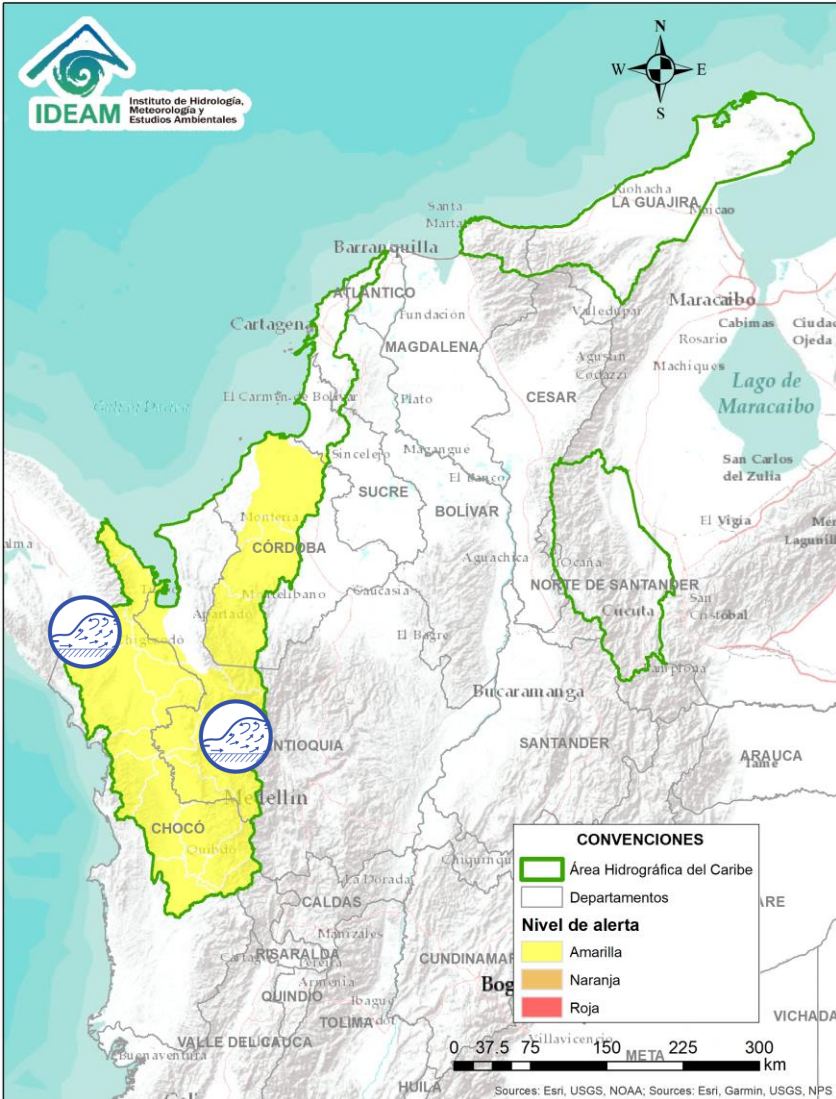 N
W
E
S
IDEAM
Instituto de Hidrología,
Meteorología y
Estudios Ambientales
Riohacha
LA GUAJIRA
Maicao
Santa
Marta
Barranquilla
ATLÁNTICO
Maracaibo
Fundación
Valledupar
Cabimas
Ciudad
Ojeda
Cartagena
Rosario
MAGDALENA
Agustín
Codazzi
Machiques
Lago de
Maracaibo
El Carmen de Bolívar
Plato
CESAR
Sincelejo
Magangué
San Carlos
del Zulia
El Banco
SUCRE
BOLÍVAR
Montería
El Vigía
CÓRDOBA
Aguachica
Ocaña
Montelíbano
Caucasia
NORTE DE SANTANDER
Apartadó
San
Cristóbal
Cucuta
El Bagre
Pamplona
Bucaramanga
SANTANDER
ARAUCA
Tame
Medellín
CHOCÓ
Quibdó
La Dorada
CALDAS
Manizales
RISARALDA
Pereira
Armenia
QUINDIO
Ibagué
TOLIMA
VALLE DEL CAUCA
Buenaventura
HUILA
Villavicencio
META
VICHADA
CONVENCIONES
Área Hidrográfica del Caribe
Departamentos
Nivel de alerta
Amarilla
Naranja
Roja
0 37.5 75 150 225 300
km
Sources: Esri, USGS, NOAA; Sources: Esri, Garmin, USGS, NPS